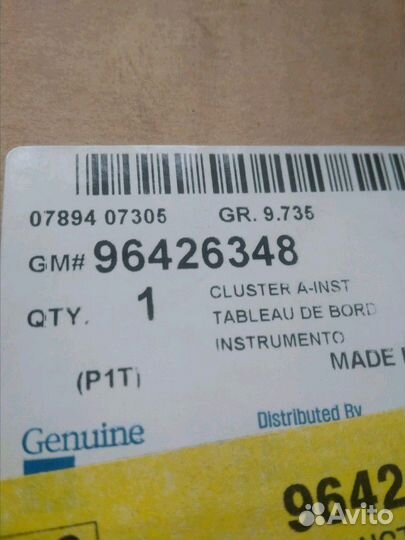 07894 07305 GR. 9.735
GM# 96426348
QTY. 1 CLUSTER A-INST
TABLEAU DE BORD
INSTRUMENTO
(P1T) MADE
Genuine Distributed By
9642
Avito